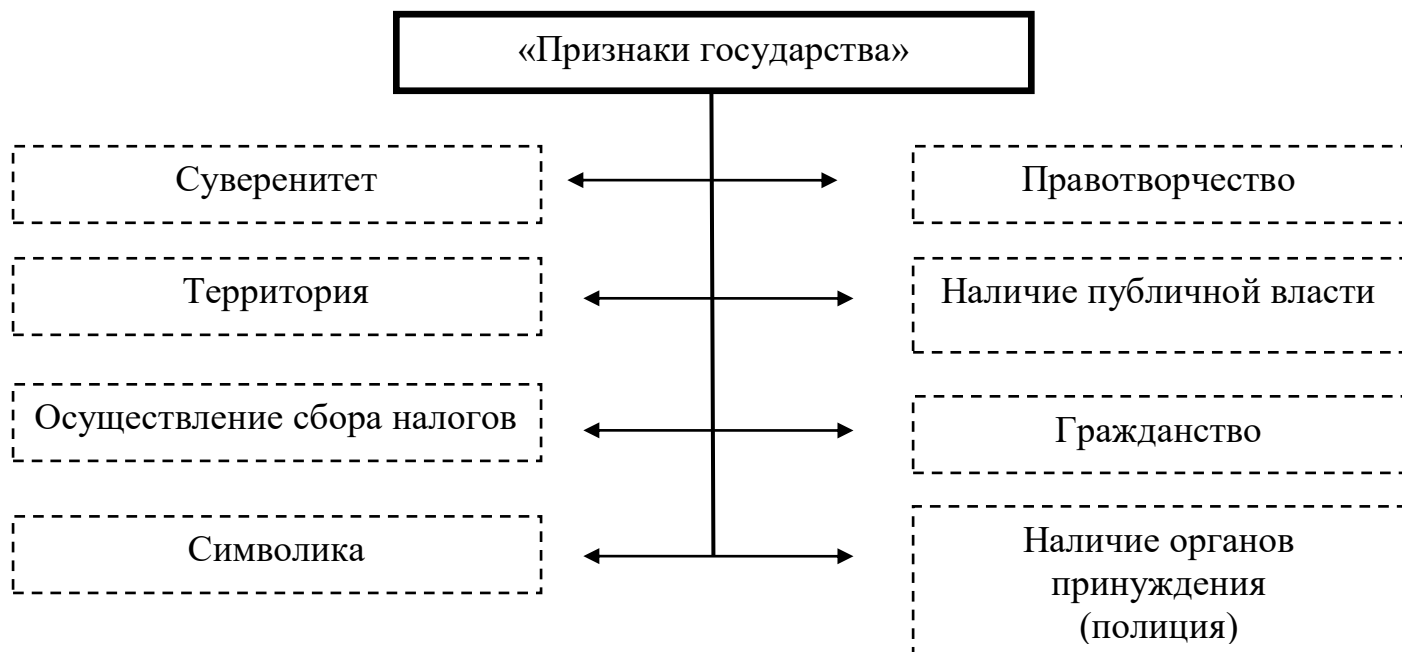 «Признаки государства»
Суверенитет
Правотворчество
Территория
Наличие публичной власти
Осуществление сбора налогов
Гражданство
Символика
Наличие органов
принуждения
(полиция)